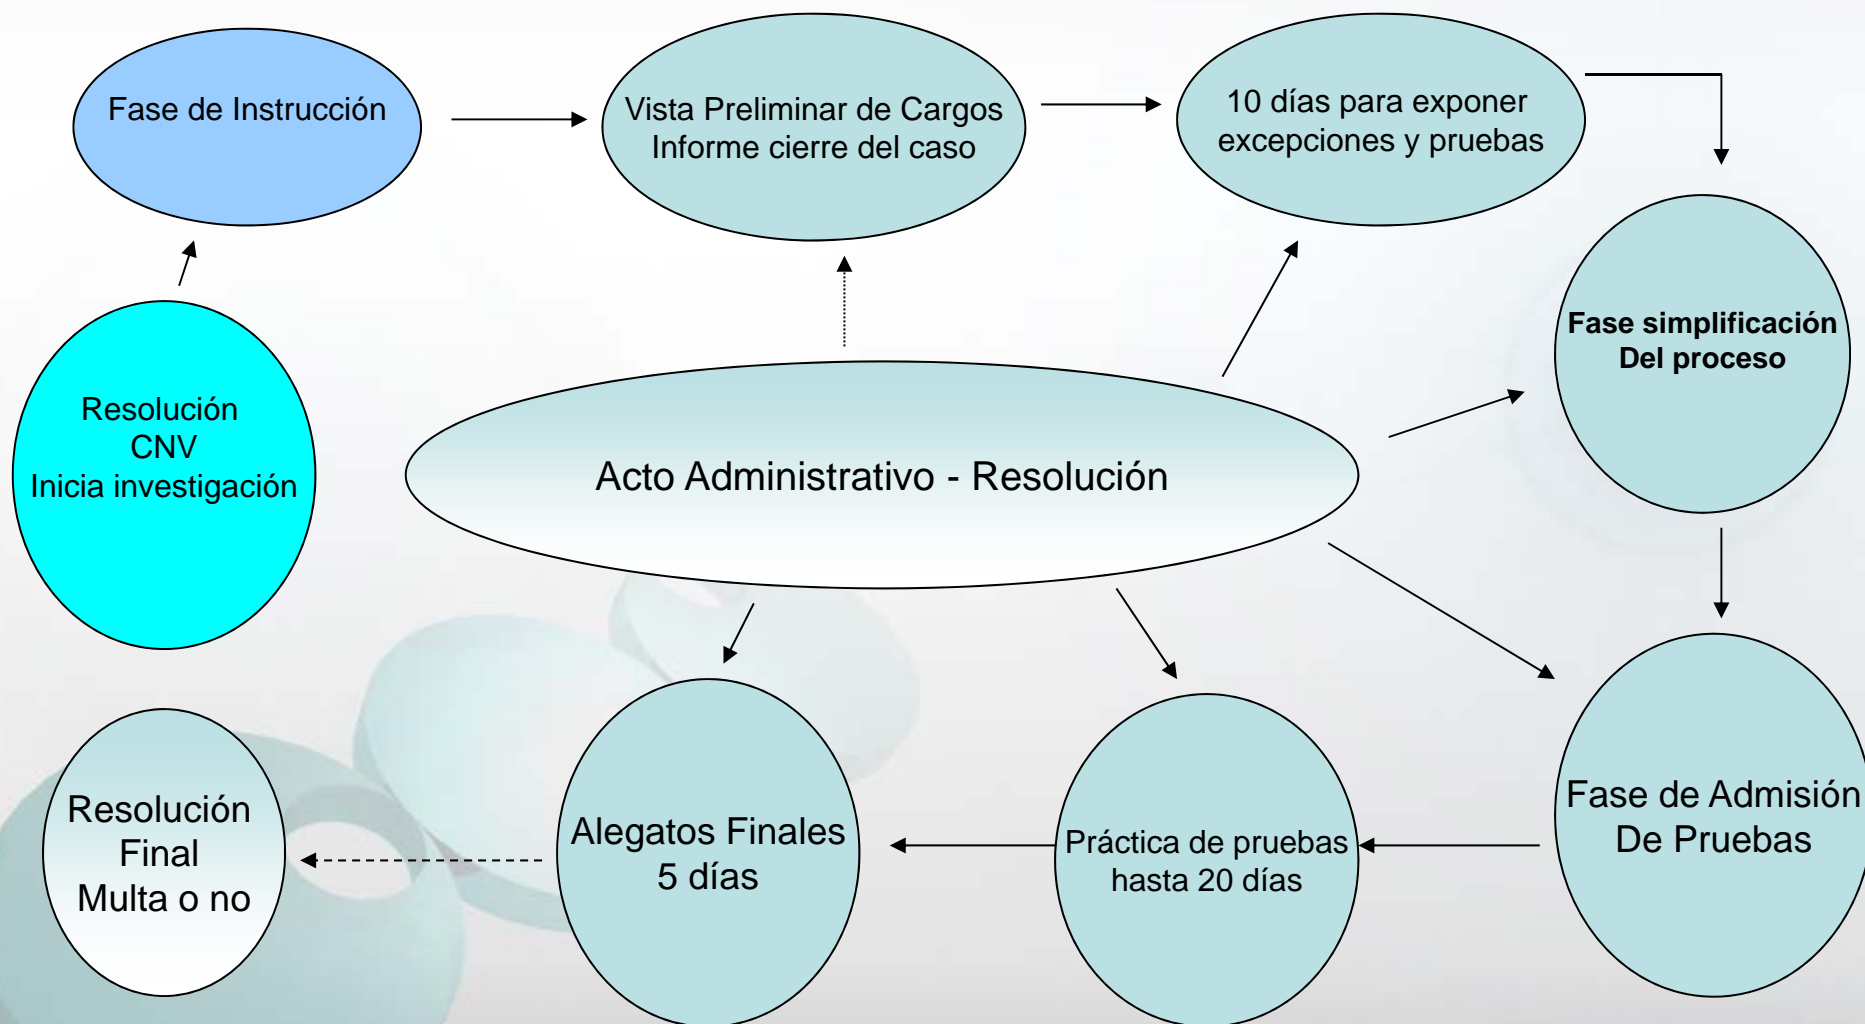 Fase de Instrucción
Vista Preliminar de Cargos
Informe cierre del caso
10 días para exponer
excepciones y pruebas
Fase simplificación
Del proceso
Resolución
CNV
Inicia investigación
Acto Administrativo - Resolución
Resolución
Final
Multa o no
Alegatos Finales
5 días
Práctica de pruebas
hasta 20 días
Fase de Admisión
De Pruebas